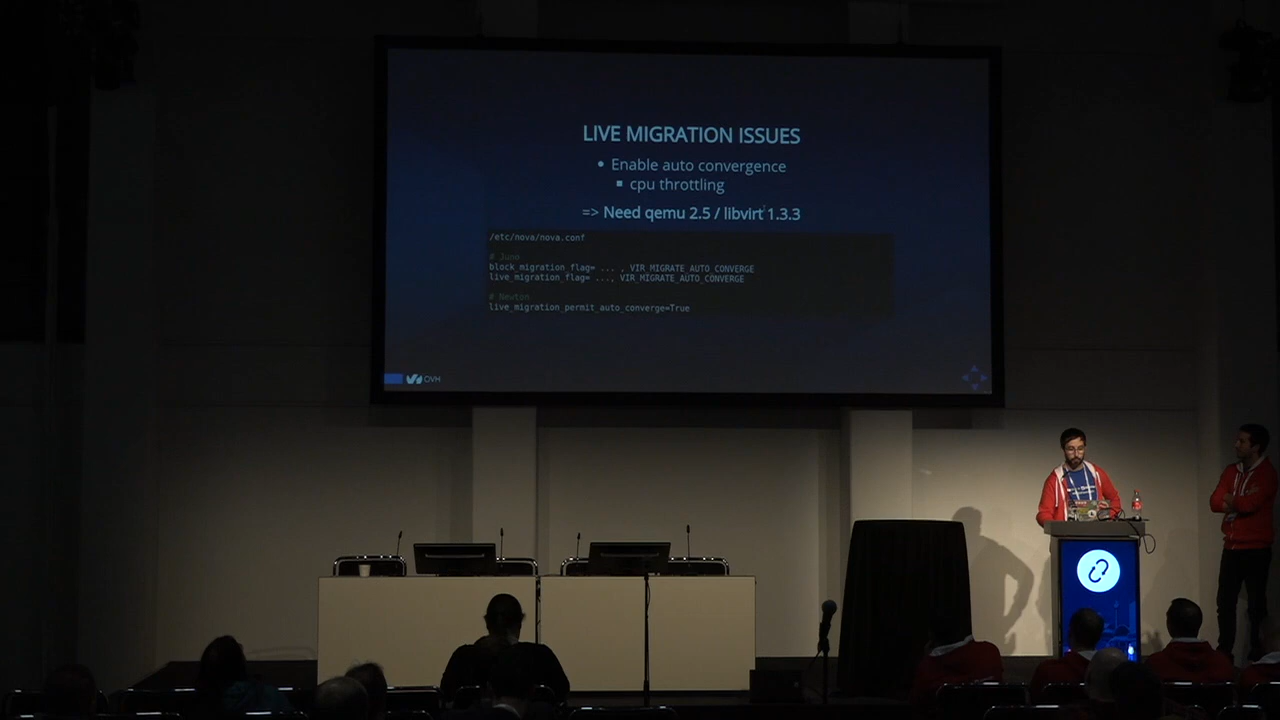 LIVE MIGRATION ISSUES
• Enable auto convergence
▪ cpu throttling
=> Need qemu 2.5 / libvirt 1.3.3
/etc/nova/nova.conf
# Juno
block_migration_flag= ... , VIR_MIGRATE_AUTO_CONVERGE
live_migration_flag= ..., VIR_MIGRATE_AUTO_CONVERGE
# Newton
live_migration_permit_auto_converge=True
OVH